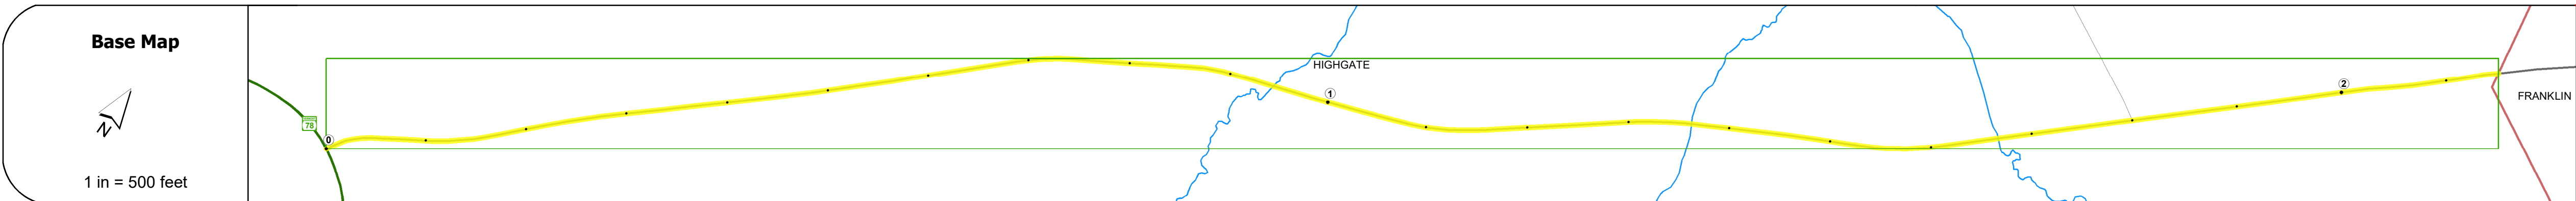 Base Map
N
1 in = 500 feet
78
0
HIGHGATE
1
2
FRANKLIN